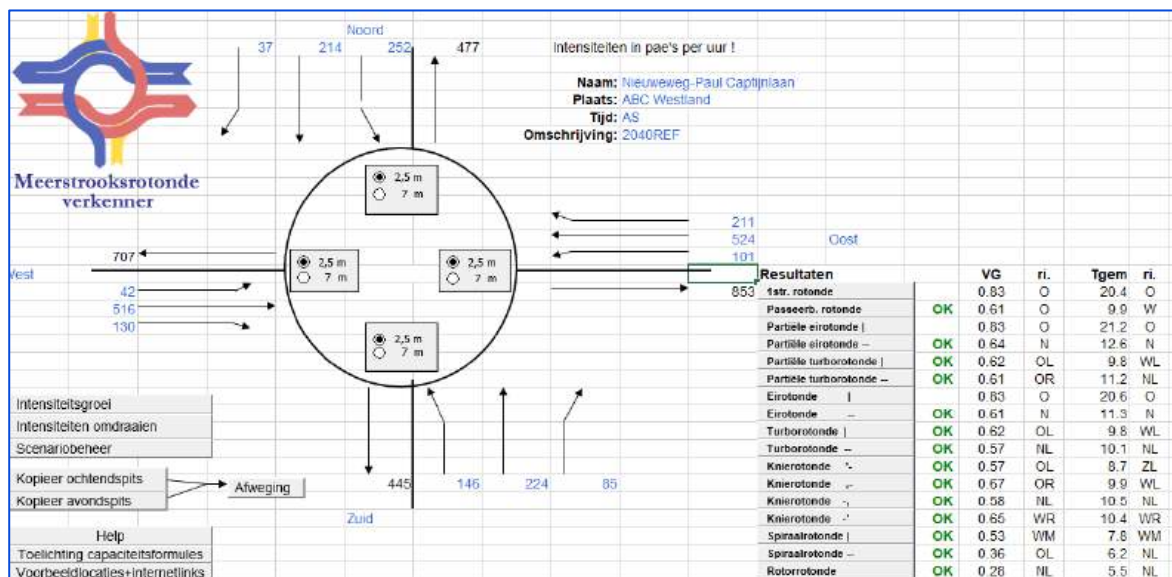 Noord
37 214 252 477 Intensiteiten in pae's per uur !
Naam: Nieuweweg-Paul Captijnlaan
Plaats: ABC Westland
Tijd: AS
Omschrijving: 2040REF
Meerstrooksrotonde
verkenner
2,5 m
7 m
211
524 Oost
101
707
2,5 m
7 m
2,5 m
7 m
42
516
130
853
2,5 m
7 m
Resultaten VG ri. Tgem ri.
1str. rotonde 0.83 O 20.4 O
Passeerb. rotonde OK 0.61 O 9.9 W
Partiële eirotonde | 0.83 O 21.2 O
Partiële eirotonde -- OK 0.64 N 12.6 N
Partiële turborotonde | OK 0.62 OL 9.8 WL
Partiële turborotonde -- OK 0.61 OR 11.2 NL
Eirotonde | 0.83 O 20.6 O
Eirotonde -- OK 0.61 N 11.3 N
Turborotonde | OK 0.62 OL 9.8 WL
Turborotonde -- OK 0.57 NL 10.1 NL
Knierotonde '- OK 0.57 OL 8.7 ZL
Knierotonde ,- OK 0.67 OR 9.9 WL
Knierotonde -, OK 0.58 NL 10.5 NL
Knierotonde -' OK 0.65 WR 10.4 WR
Spiraalrotonde | OK 0.53 WM 7.8 WM
Spiraalrotonde -- OK 0.36 OL 6.2 NL
Rotorrotonde OK 0.28 NL 5.5 NL
Intensiteitsgroei
Intensiteiten omdraaien
Scenariobeheer
Kopieer ochtendspits
Kopieer avondspits
Afweging
445 146 224 85
Zuid
Help
Toelichting capaciteitsformules
Voorbeeldlocaties+internetlinks